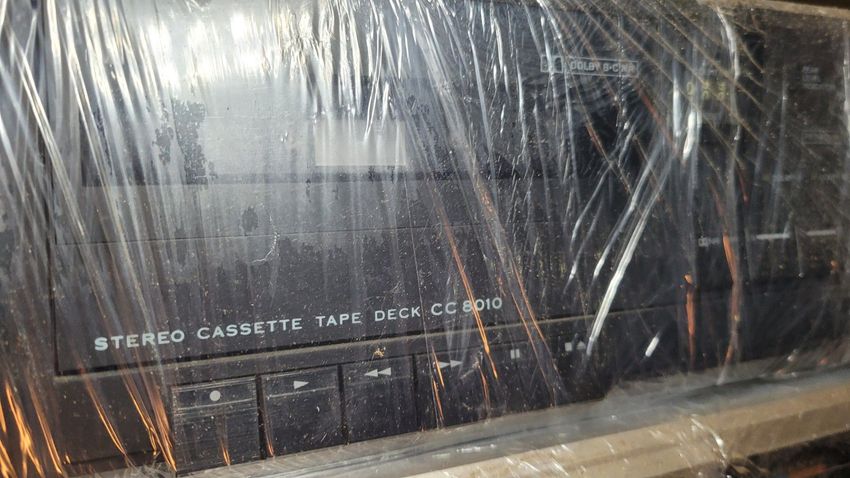 DOLBY B·C NR
STEREO CASSETTE TAPE DECK CC 8010